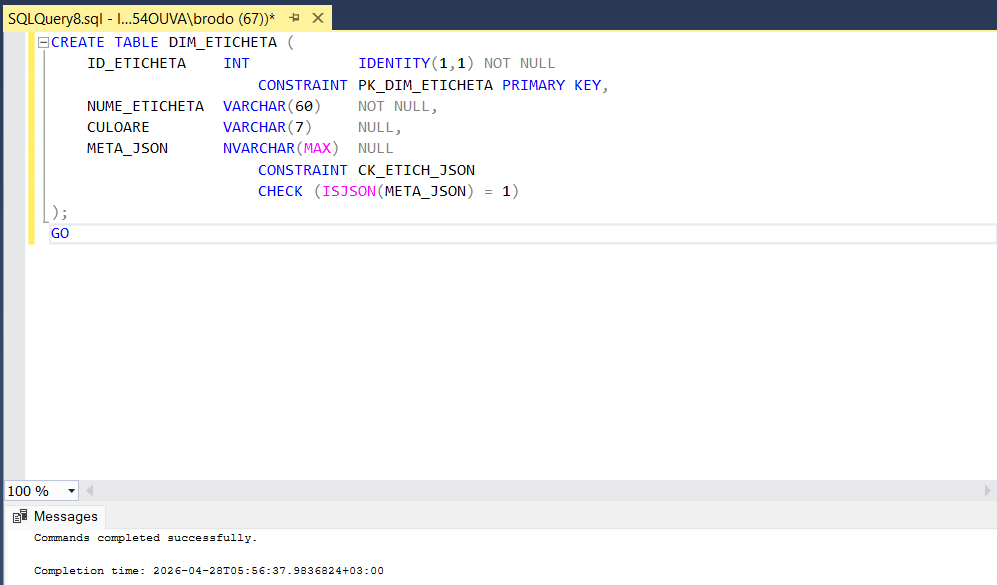 SQLQuery8.sql - l...54OUVA\brodo (67))*
CREATE TABLE DIM_ETICHETA (
ID_ETICHETA INT IDENTITY(1,1) NOT NULL
CONSTRAINT PK_DIM_ETICHETA PRIMARY KEY,
NUME_ETICHETA VARCHAR(60) NOT NULL,
CULOARE VARCHAR(7) NULL,
META_JSON NVARCHAR(MAX) NULL
CONSTRAINT CK_ETICH_JSON
CHECK (ISJSON(META_JSON) = 1)
);
GO
100 %
Messages
Commands completed successfully.
Completion time: 2026-04-28T05:56:37.9836824+03:00